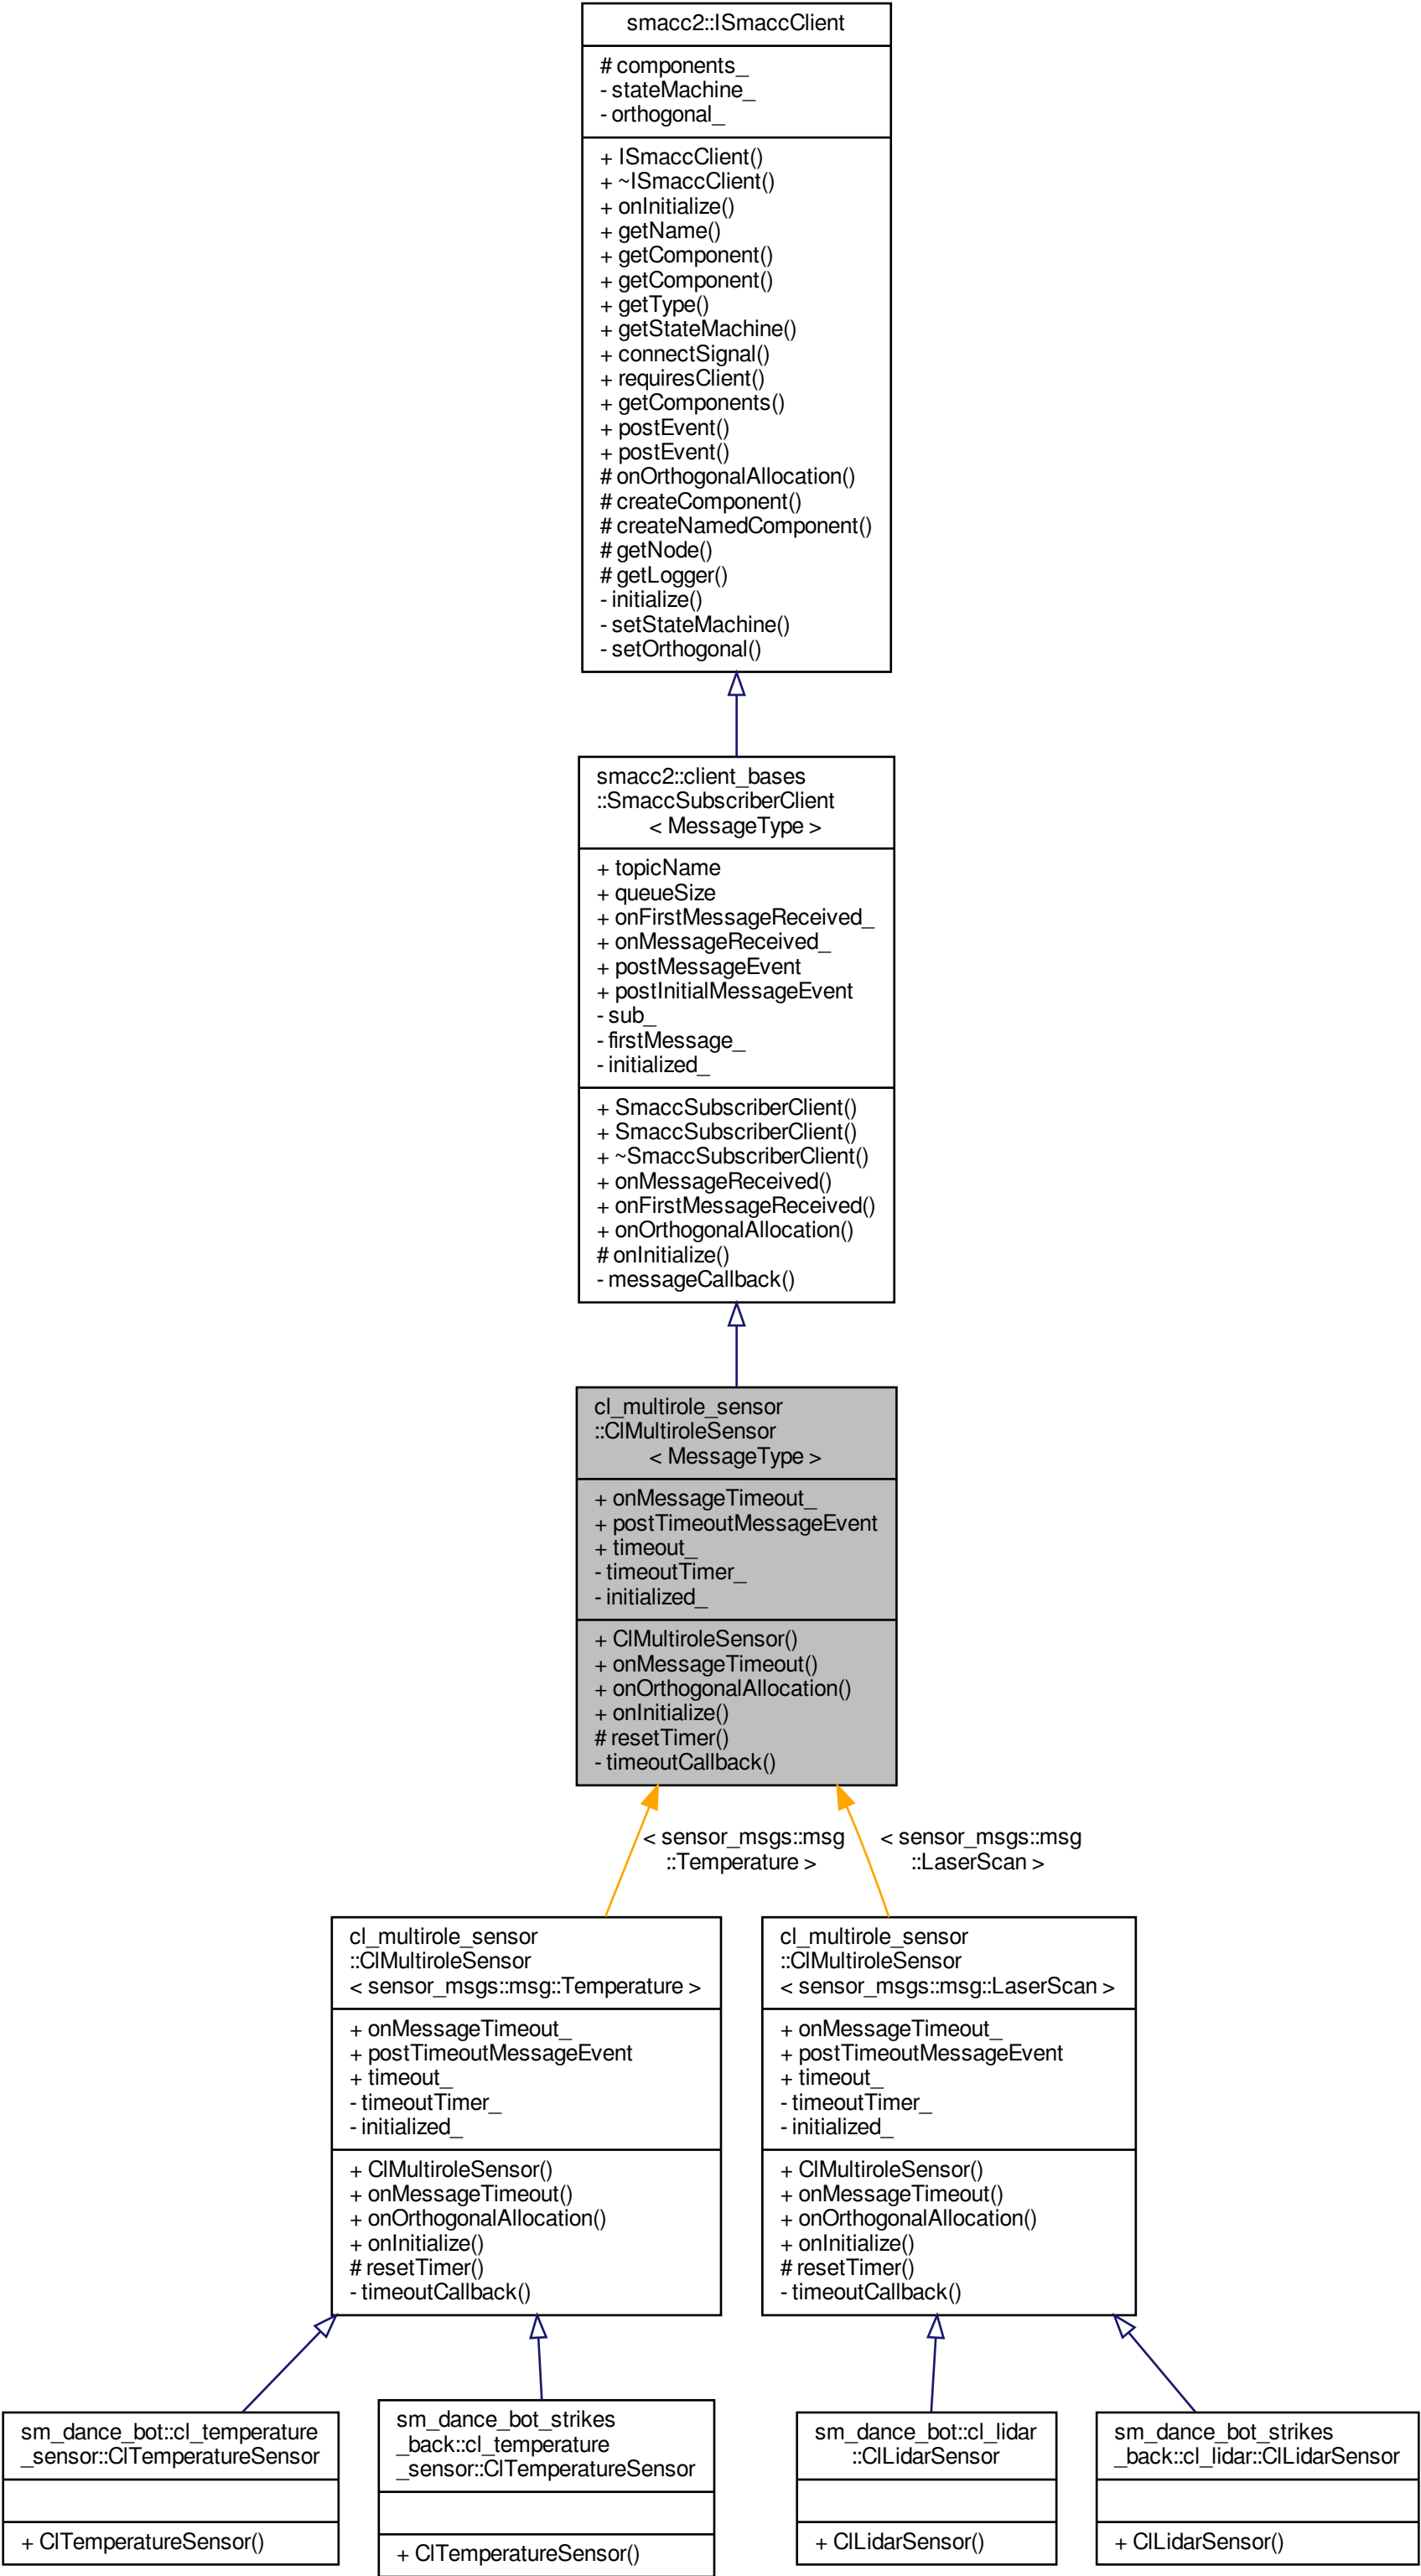 smacc2::ISmaccClient
# components_
- stateMachine_
- orthogonal_
+ ISmaccClient()
+ ~ISmaccClient()
+ onInitialize()
+ getName()
+ getComponent()
+ getComponent()
+ getType()
+ getStateMachine()
+ connectSignal()
+ requiresClient()
+ getComponents()
+ postEvent()
+ postEvent()
# onOrthogonalAllocation()
# createComponent()
# createNamedComponent()
# getNode()
# getLogger()
- initialize()
- setStateMachine()
- setOrthogonal()
smacc2::client_bases
::SmaccSubscriberClient
< MessageType >
+ topicName
+ queueSize
+ onFirstMessageReceived_
+ onMessageReceived_
+ postMessageEvent
+ postInitialMessageEvent
- sub_
- firstMessage_
- initialized_
+ SmaccSubscriberClient()
+ SmaccSubscriberClient()
+ ~SmaccSubscriberClient()
+ onMessageReceived()
+ onFirstMessageReceived()
+ onOrthogonalAllocation()
# onInitialize()
- messageCallback()
cl_multirole_sensor
::ClMultiroleSensor
< MessageType >
+ onMessageTimeout_
+ postTimeoutMessageEvent
+ timeout_
- timeoutTimer_
- initialized_
+ ClMultiroleSensor()
+ onMessageTimeout()
+ onOrthogonalAllocation()
+ onInitialize()
# resetTimer()
- timeoutCallback()
< sensor_msgs::msg
::Temperature >
< sensor_msgs::msg
::LaserScan >
cl_multirole_sensor
::ClMultiroleSensor
< sensor_msgs::msg::Temperature >
+ onMessageTimeout_
+ postTimeoutMessageEvent
+ timeout_
- timeoutTimer_
- initialized_
+ ClMultiroleSensor()
+ onMessageTimeout()
+ onOrthogonalAllocation()
+ onInitialize()
# resetTimer()
- timeoutCallback()
cl_multirole_sensor
::ClMultiroleSensor
< sensor_msgs::msg::LaserScan >
+ onMessageTimeout_
+ postTimeoutMessageEvent
+ timeout_
- timeoutTimer_
- initialized_
+ ClMultiroleSensor()
+ onMessageTimeout()
+ onOrthogonalAllocation()
+ onInitialize()
# resetTimer()
- timeoutCallback()
sm_dance_bot::cl_temperature
_sensor::ClTemperatureSensor
+ ClTemperatureSensor()
sm_dance_bot_strikes
_back::cl_temperature
_sensor::ClTemperatureSensor
+ ClTemperatureSensor()
sm_dance_bot::cl_lidar
::ClLidarSensor
+ ClLidarSensor()
sm_dance_bot_strikes
_back::cl_lidar::ClLidarSensor
+ ClLidarSensor()